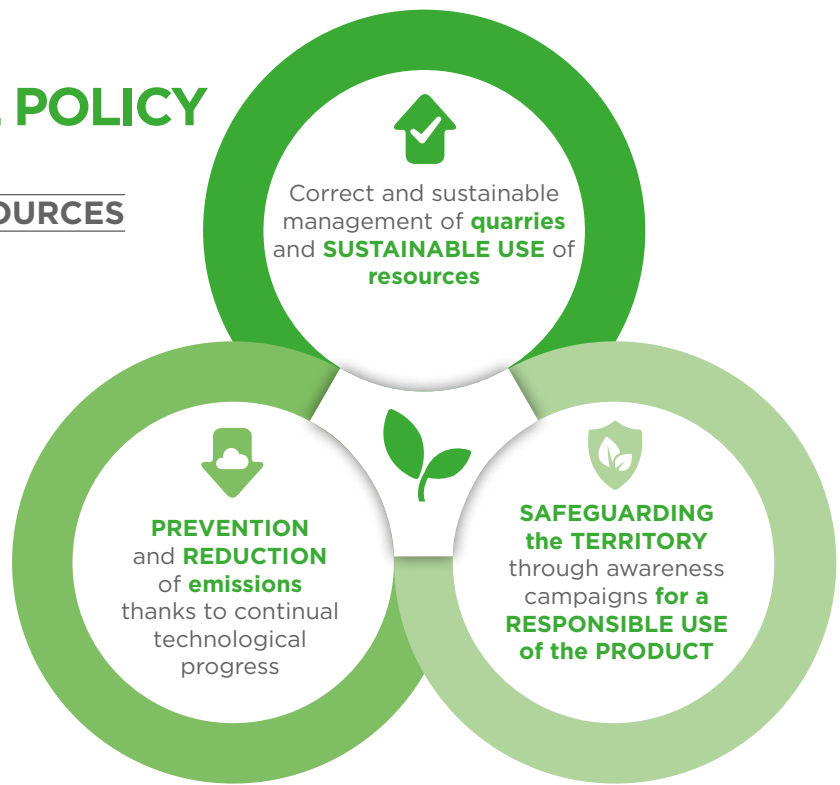 POLICY
OURCES
Correct and sustainable
management of quarries
and SUSTAINABLE USE of
resources
PREVENTION
and REDUCTION
of emissions
thanks to continual
technological
progress
SAFEGUARDING
the TERRITORY
through awareness
campaigns for a
RESPONSIBLE USE
of the PRODUCT